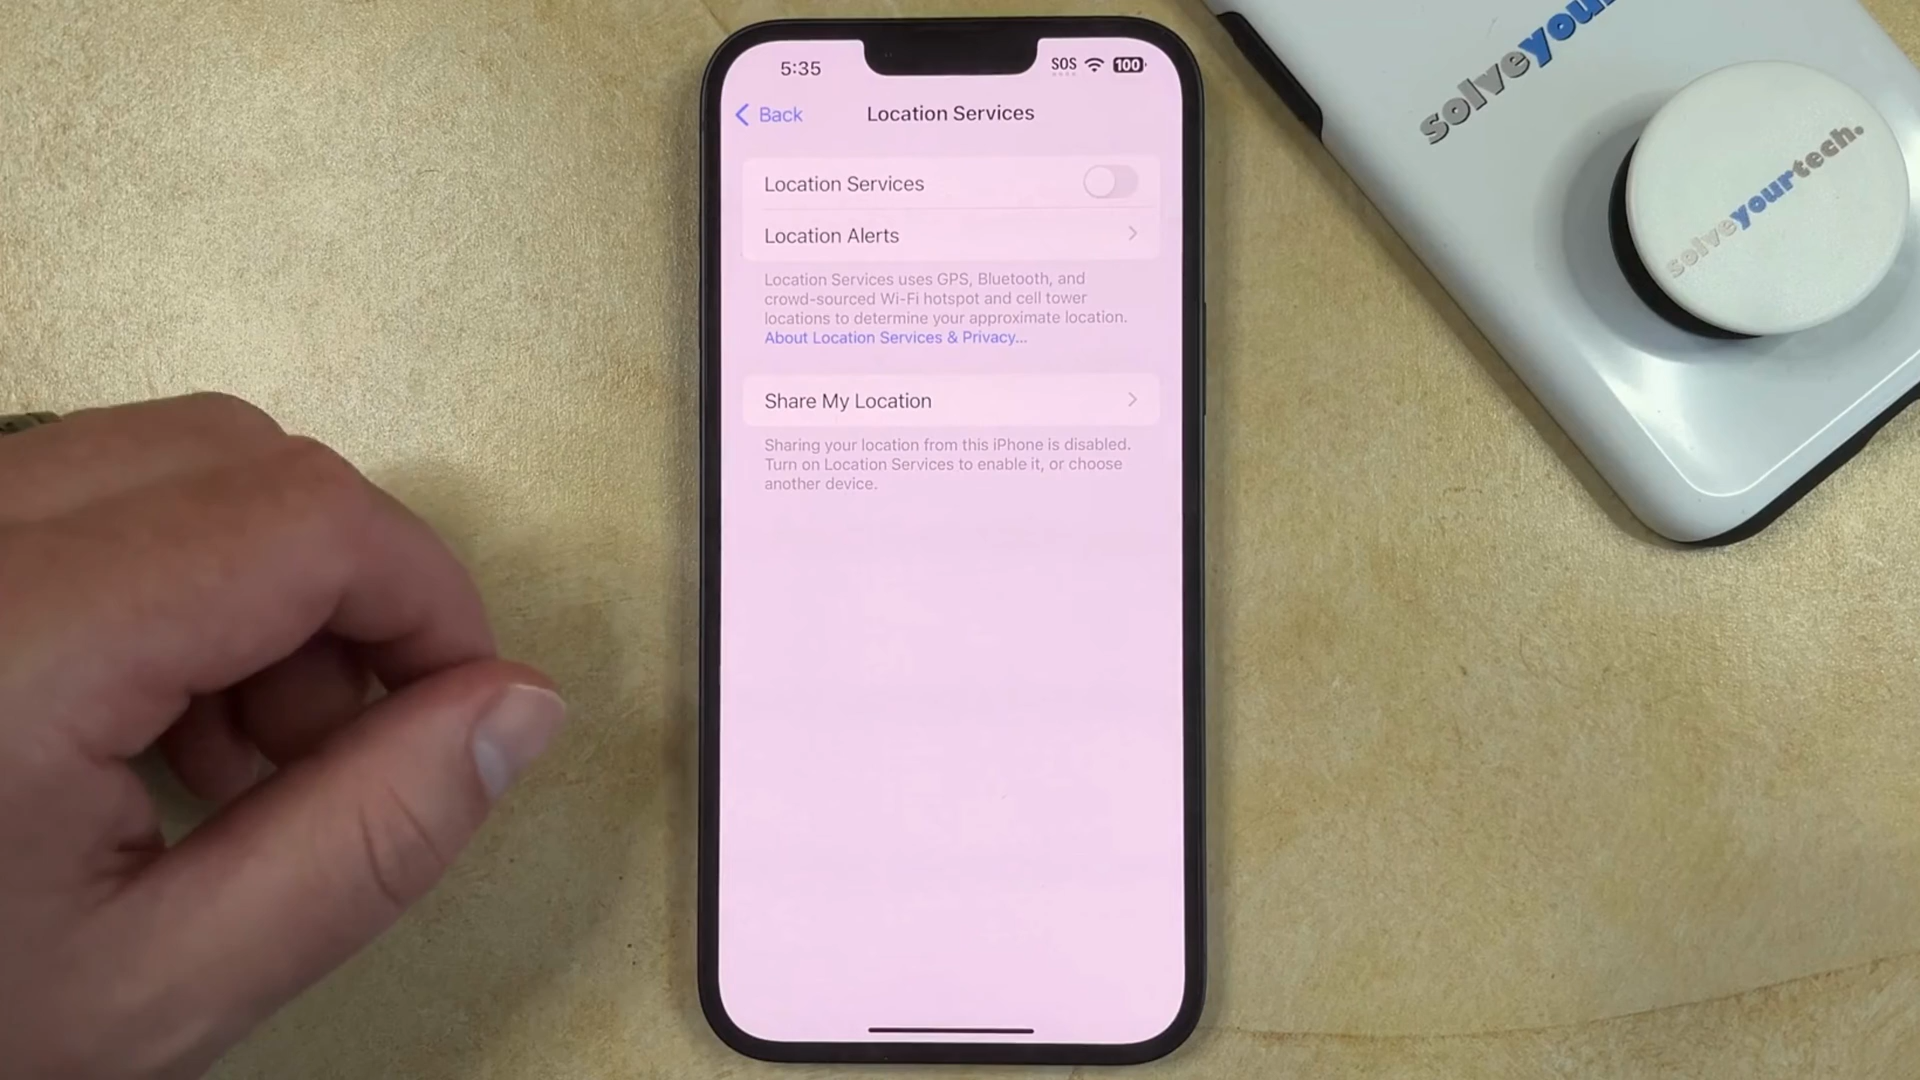 5:35
SOS
100
Back
Location Services
Location Services
Location Alerts
Location Services uses GPS, Bluetooth, and
crowd-sourced Wi-Fi hotspot and cell tower
locations to determine your approximate location.
About Location Services & Privacy...
Share My Location
Sharing your location from this iPhone is disabled.
Turn on Location Services to enable it, or choose
another device.
solveyour
solveyourtech.